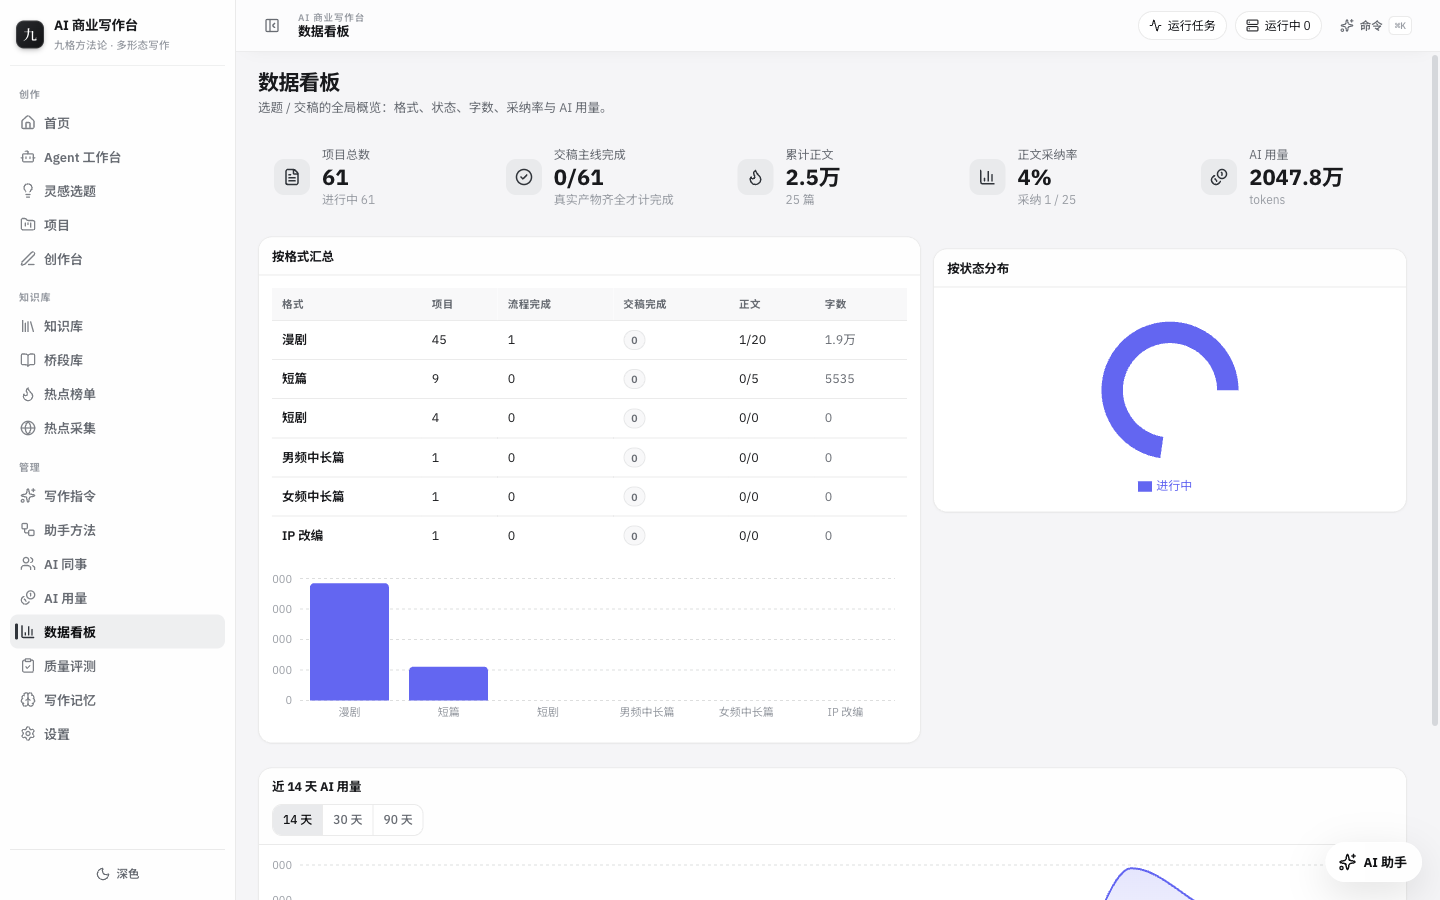 九
AI 商业写作台
九格方法论 · 多形态写作
创作
首页
Agent 工作台
灵感选题
项目
创作台
知识库
知识库
桥段库
热点榜单
热点采集
管理
写作指令
助手方法
AI 同事
AI 用量
数据看板
质量评测
写作记忆
设置
深色
AI 商业写作台
数据看板
运行任务
运行中 0
命令 ⌘K
数据看板
选题 / 交稿的全局概览：格式、状态、字数、采纳率与 AI 用量。
项目总数
61
进行中 61
交稿主线完成
0/61
真实产物齐全才计完成
累计正文
2.5万
25 篇
正文采纳率
4%
采纳 1 / 25
AI 用量
2047.8万
tokens
按格式汇总
格式 项目 流程完成 交稿完成 正文 字数
漫剧 45 1 0 1/20 1.9万
短篇 9 0 0 0/5 5535
短剧 4 0 0 0/0 0
男频中长篇 1 0 0 0/0 0
女频中长篇 1 0 0 0/0 0
IP 改编 1 0 0 0/0 0
000
000
000
000
0
漫剧 短篇 短剧 男频中长篇 女频中长篇 IP 改编
按状态分布
进行中
近 14 天 AI 用量
14 天 30 天 90 天
000
000
AI 助手